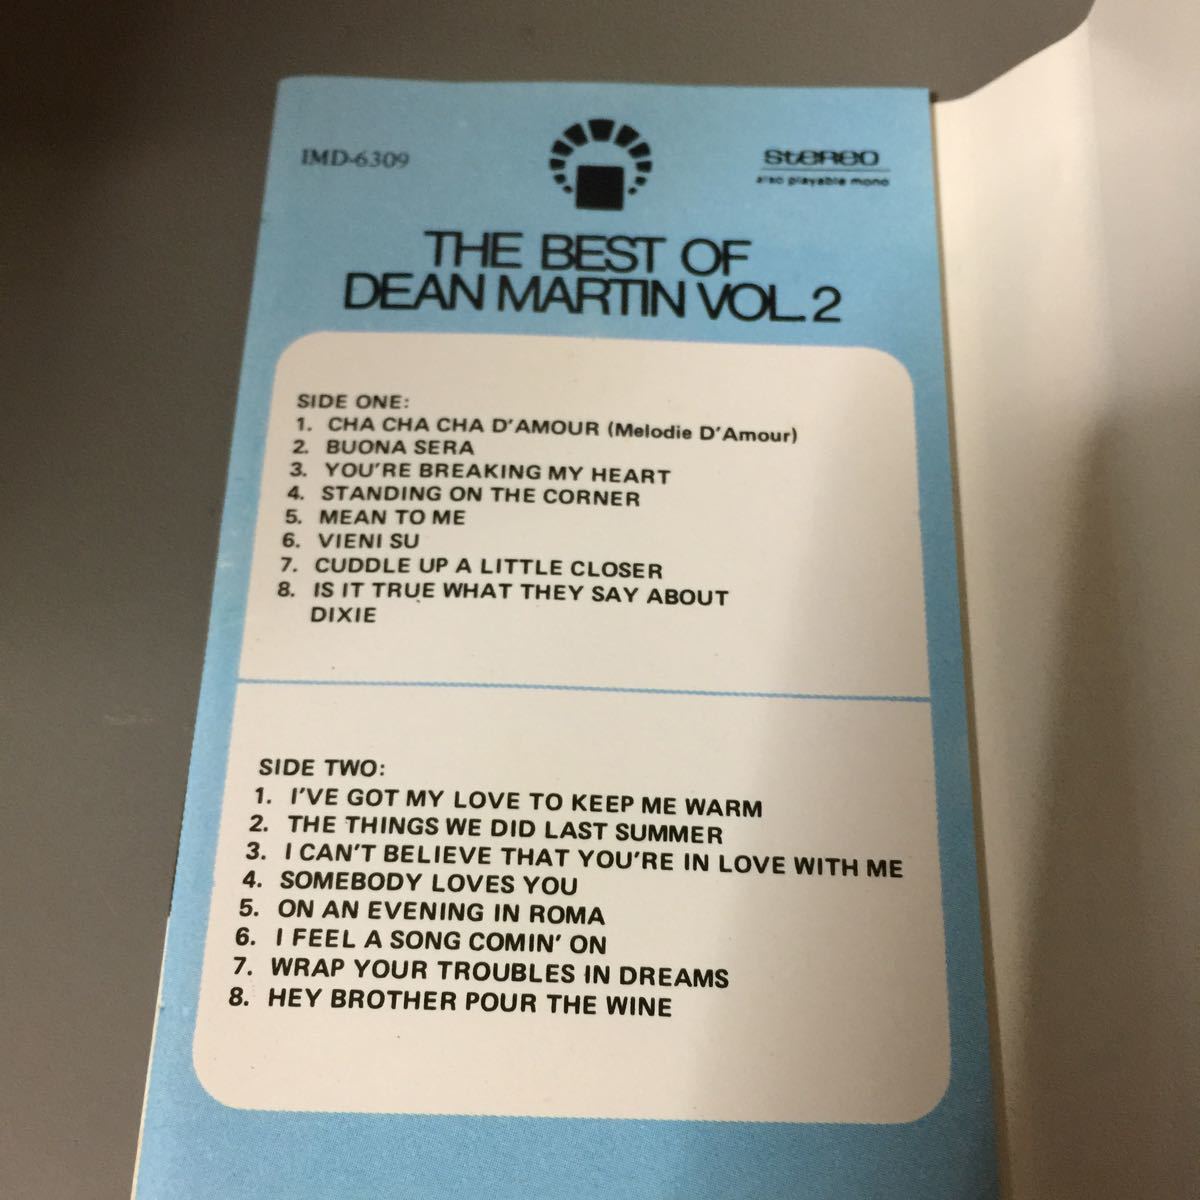 IMD-6309
Stereo
also playable mono
THE BEST OF
DEAN MARTIN VOL.2
SIDE ONE:
1. CHA CHA CHA D'AMOUR (Melodie D'Amour)
2. BUONA SERA
3. YOU'RE BREAKING MY HEART
4. STANDING ON THE CORNER
5. MEAN TO ME
6. VIENI SU
7. CUDDLE UP A LITTLE CLOSER
8. IS IT TRUE WHAT THEY SAY ABOUT
DIXIE
SIDE TWO:
1. I'VE GOT MY LOVE TO KEEP ME WARM
2. THE THINGS WE DID LAST SUMMER
3. I CAN'T BELIEVE THAT YOU'RE IN LOVE WITH ME
4. SOMEBODY LOVES YOU
5. ON AN EVENING IN ROMA
6. I FEEL A SONG COMIN' ON
7. WRAP YOUR TROUBLES IN DREAMS
8. HEY BROTHER POUR THE WINE